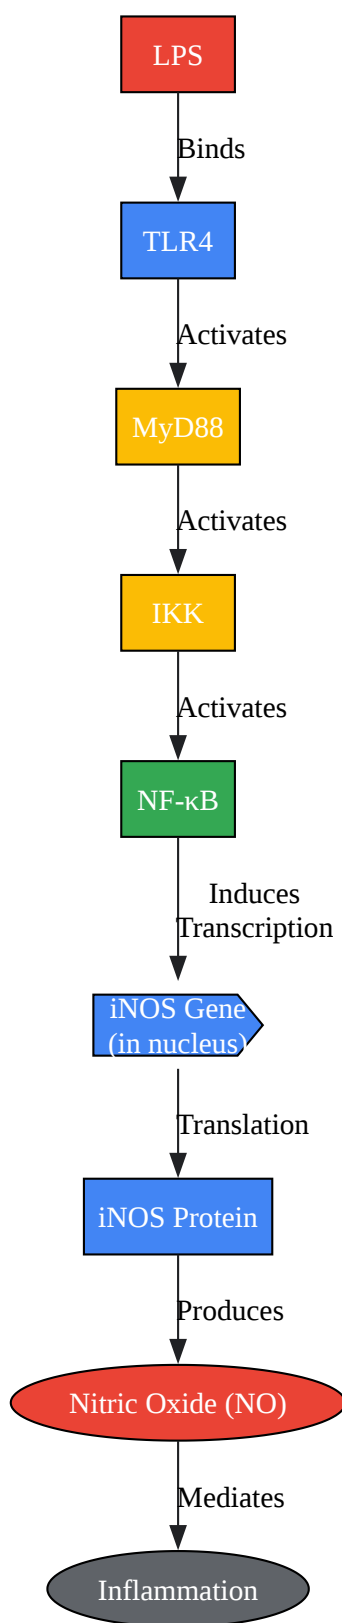 LPS
Binds
TLR4
Activates
MyD88
Activates
IKK
Activates
NF-κB
Induces
Transcription
iNOS Gene
(in nucleus)
Translation
iNOS Protein
Produces
Nitric Oxide (NO)
Mediates
Inflammation